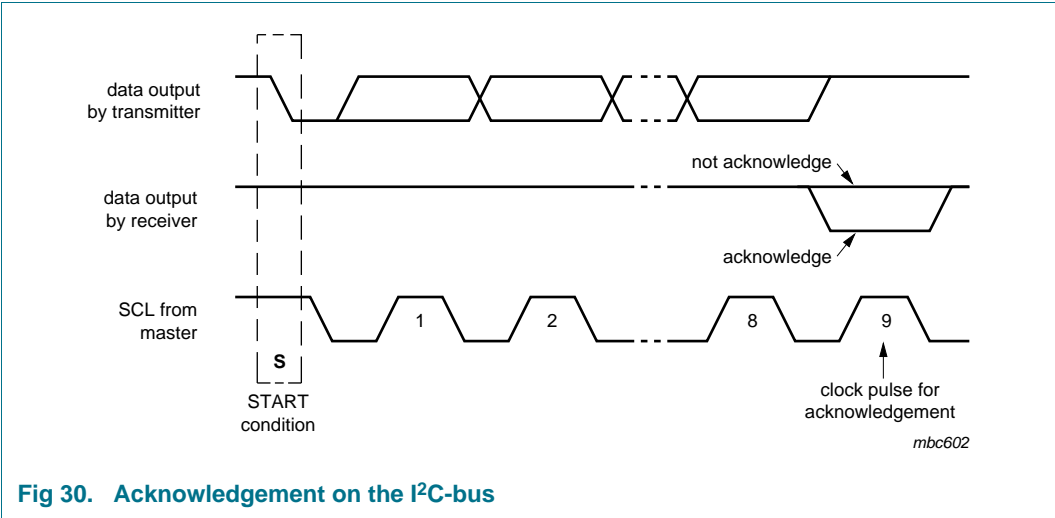 data output
by transmitter
not acknowledge
data output
by receiver
acknowledge
SCL from
master
1
2
8
9
S
START
condition
clock pulse for
acknowledgement
mbc602
Fig 30. Acknowledgement on the I²C-bus